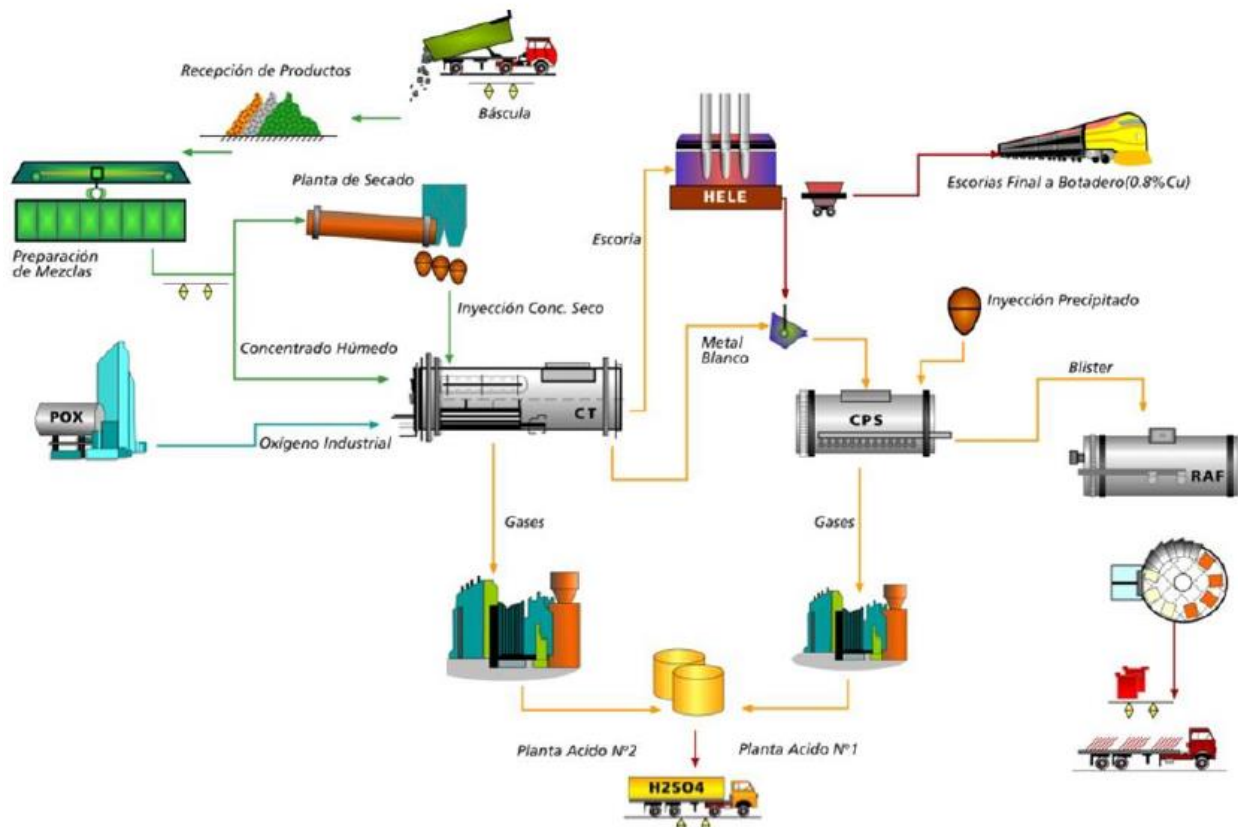 Recepción de Productos
Báscula
Planta de Secado
HELE
Escorias Final a Botadero(0.8%Cu)
Preparación
de Mezclas
Escoría
Inyección Conc. Seco
Inyección Precipitado
Concentrado Húmedo
Metal
Blanco
Blister
POX
CT
CPS
Oxígeno Industrial
RAF
Gases
Gases
Planta Acido Nº2
Planta Acido Nº1
H2SO4